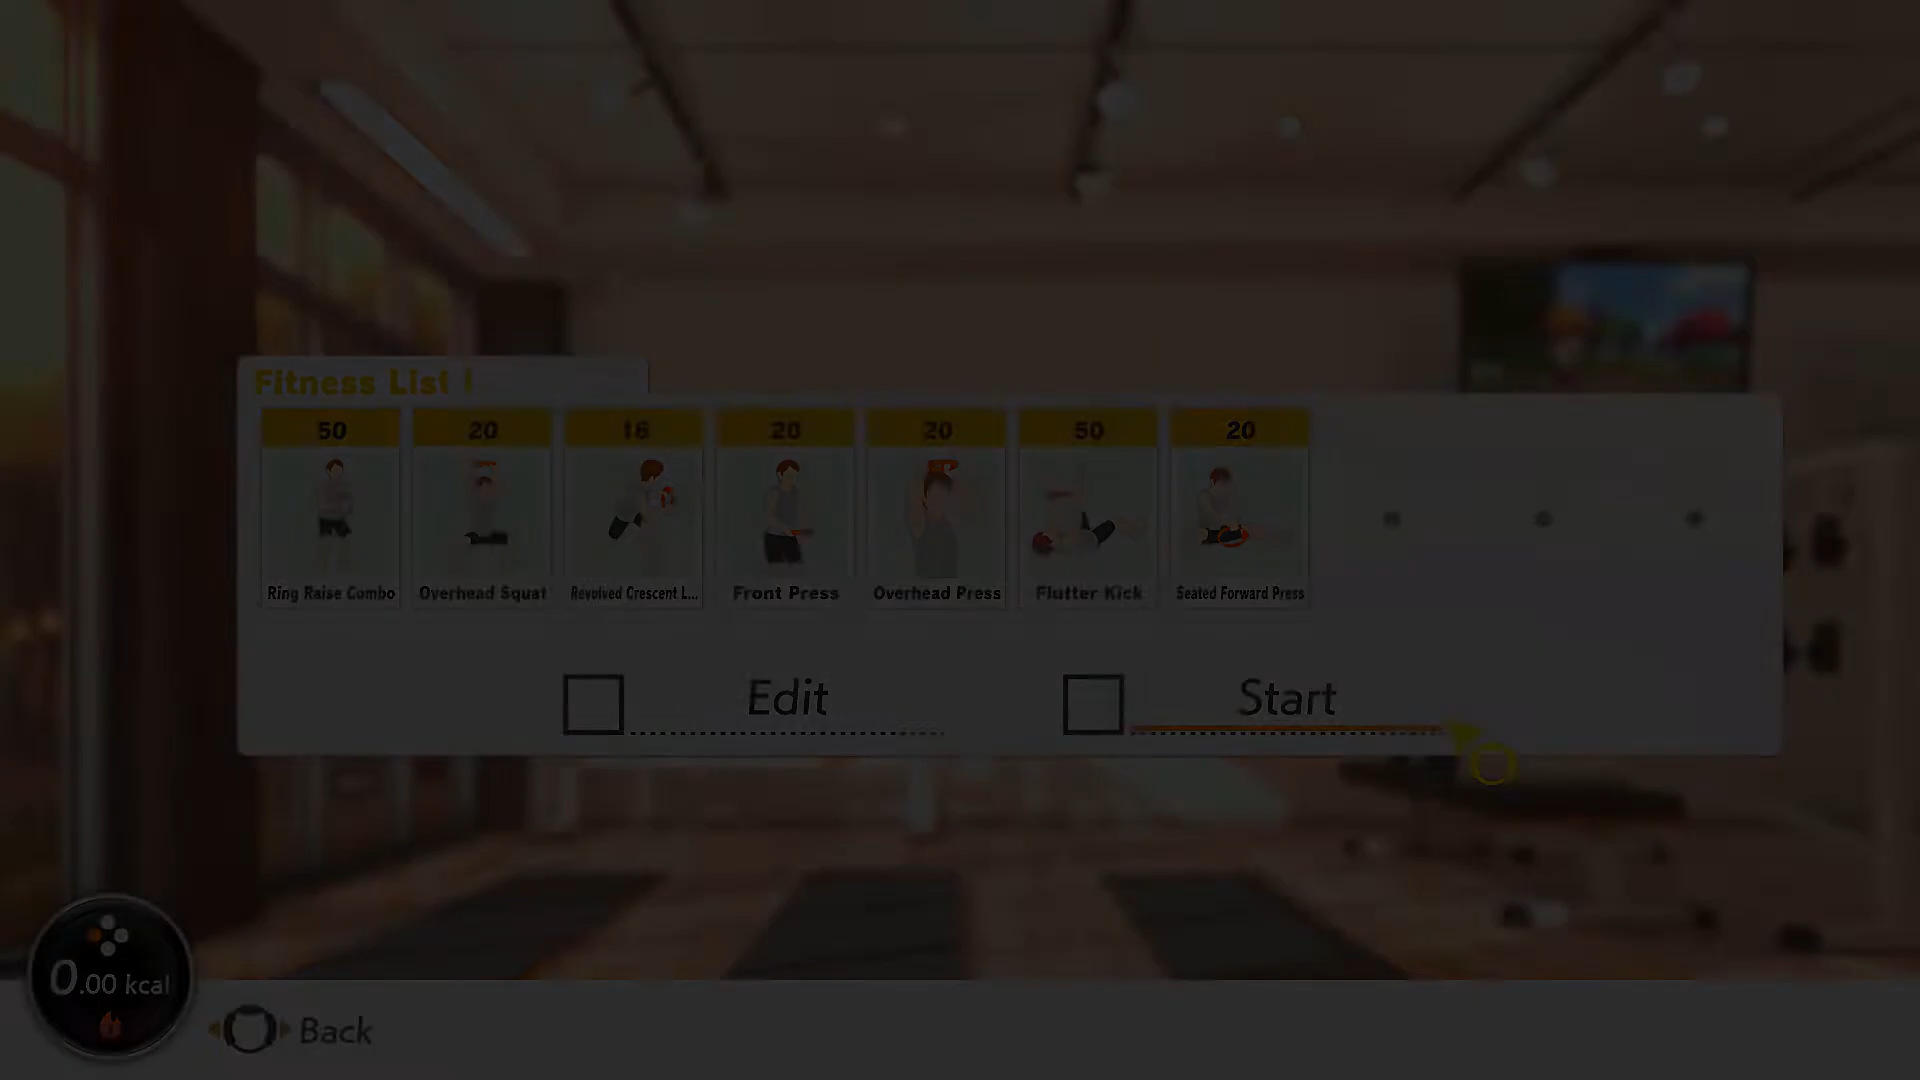 Fitness List 1
50 20 16 20 20 50 20
Ring Raise Combo Overhead Squat Revolved Crescent L... Front Press Overhead Press Flutter Kick Seated Forward Press
Edit Start
0.00 kcal
Back